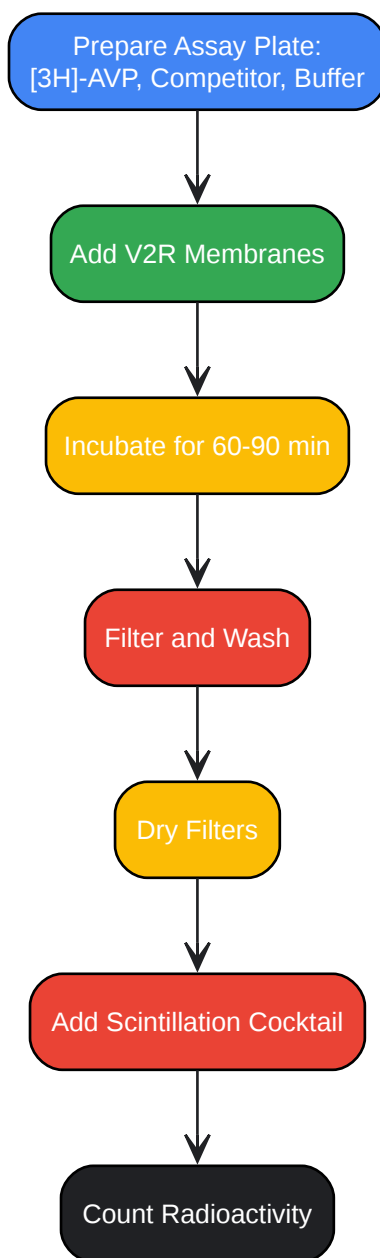 Prepare Assay Plate:
[3H]-AVP, Competitor, Buffer
Add V2R Membranes
Incubate for 60-90 min
Filter and Wash
Dry Filters
Add Scintillation Cocktail
Count Radioactivity